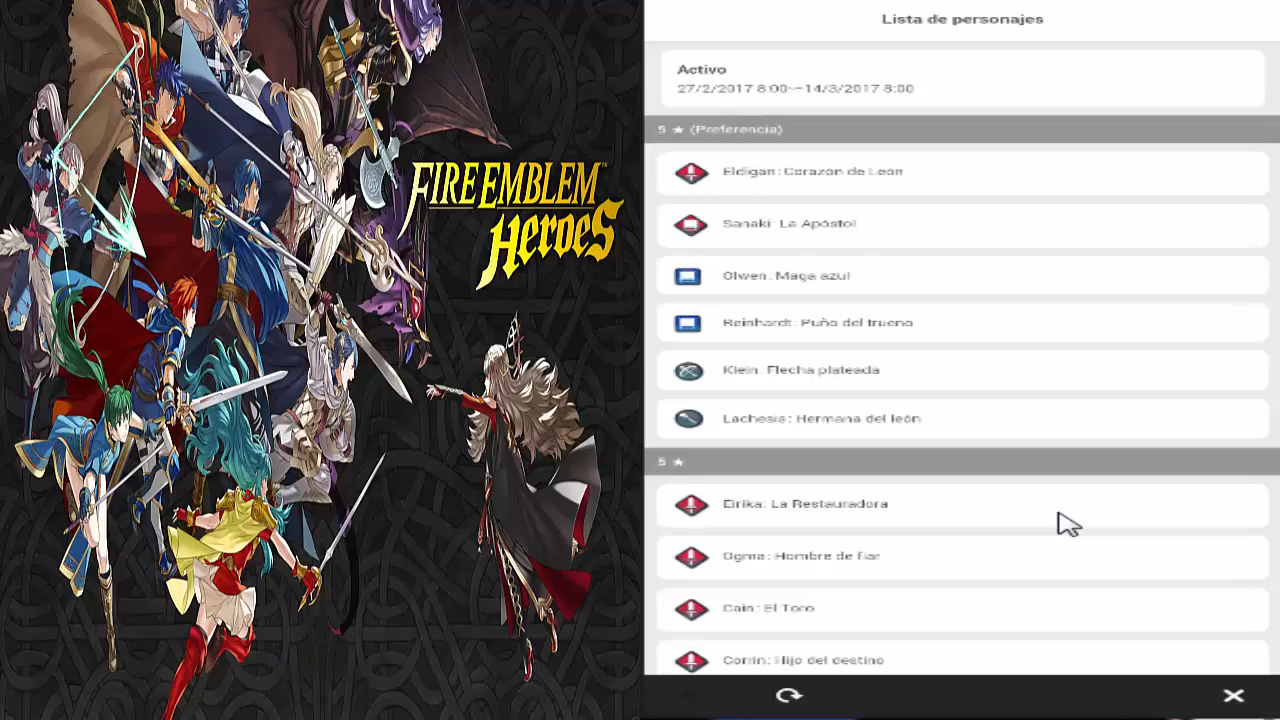 FIRE EMBLEM™
HeroeS
Lista de personajes
Activo
27/2/2017 8:00~14/3/2017 8:00
5 ★ (Preferencia)
Eldigan: Corazón de León
Sanaki: La Apóstol
Olwen: Maga azul
Reinhardt: Puño del trueno
Klein: Flecha plateada
Lachesis: Hermana del león
5 ★
Eirika: La Restauradora
Ogma: Hombre de fiar
Cain: El Toro
Corrin: Hijo del destino